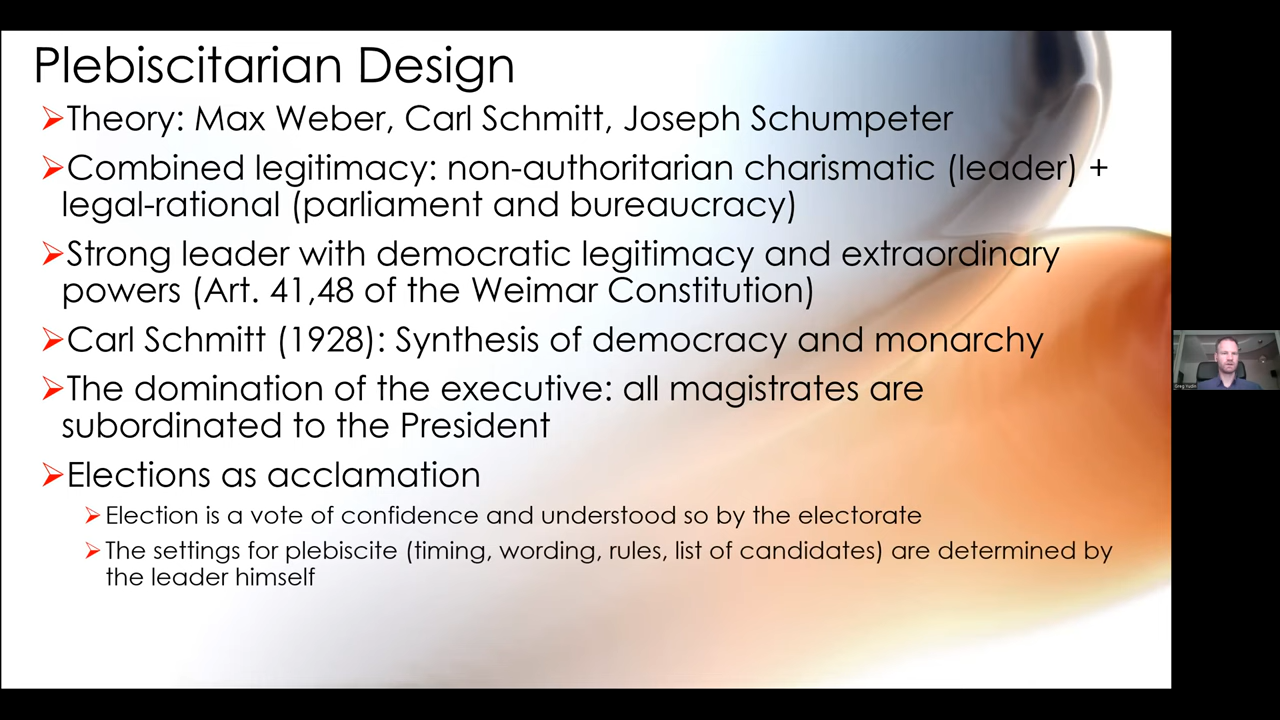 Plebiscitarian Design
Theory: Max Weber, Carl Schmitt, Joseph Schumpeter
Combined legitimacy: non-authoritarian charismatic (leader) +
legal-rational (parliament and bureaucracy)
Strong leader with democratic legitimacy and extraordinary
powers (Art. 41,48 of the Weimar Constitution)
Carl Schmitt (1928): Synthesis of democracy and monarchy
The domination of the executive: all magistrates are
subordinated to the President
Elections as acclamation
Election is a vote of confidence and understood so by the electorate
The settings for plebiscite (timing, wording, rules, list of candidates) are determined by
the leader himself
Greg Yudin